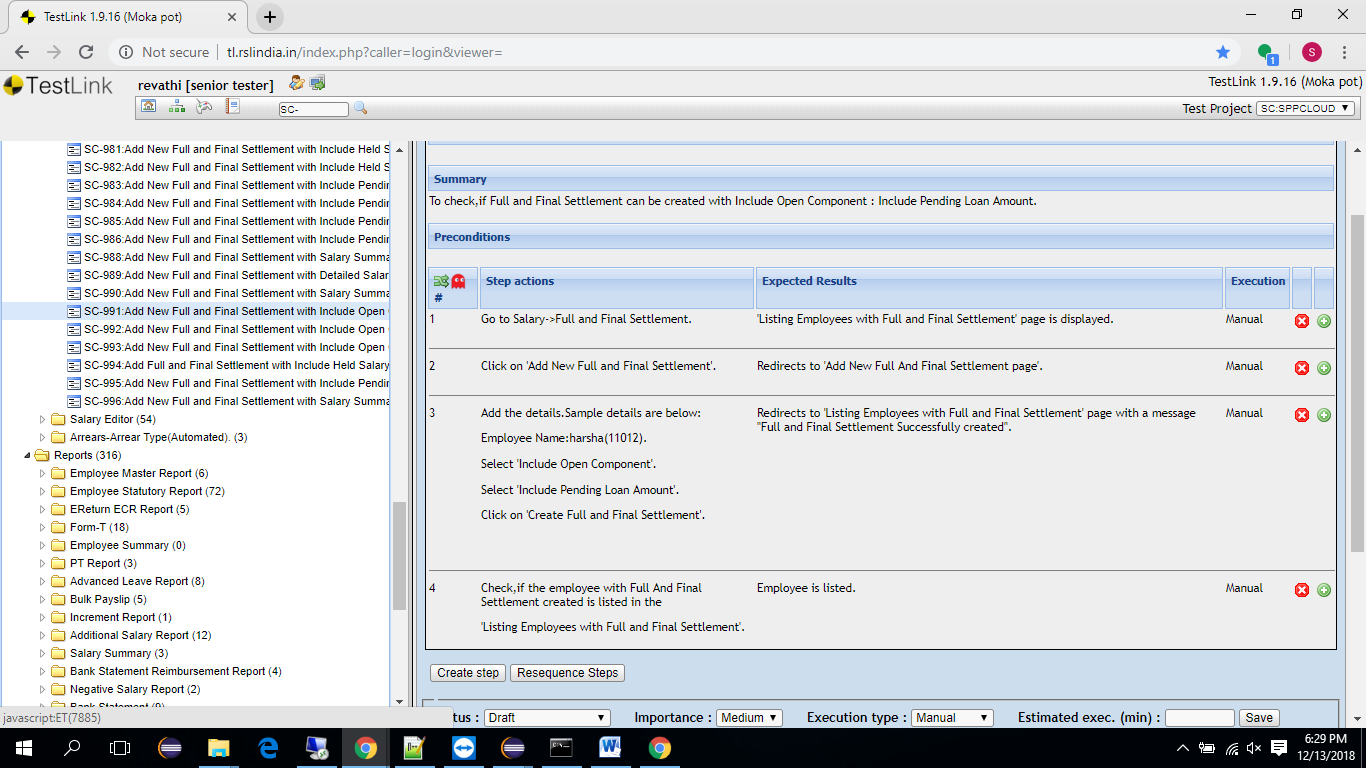 TestLink 1.9.16 (Moka pot)
Not secure
tl.rslindia.in/index.php?caller=login&viewer=
S
1
TestLink
revathi [senior tester]
TestLink 1.9.16 (Moka pot)
SC-
Test Project
SC:SPPCLOUD
SC-981:Add New Full and Final Settlement with Include Held S
SC-982:Add New Full and Final Settlement with Include Held S
SC-983:Add New Full and Final Settlement with Include Pendin
SC-984:Add New Full and Final Settlement with Include Pendin
SC-985:Add New Full and Final Settlement with Include Pendin
SC-986:Add New Full and Final Settlement with Include Pendin
SC-988:Add New Full and Final Settlement with Salary Summa
SC-989:Add New Full and Final Settlement with Detailed Salar
SC-990:Add New Full and Final Settlement with Salary Summa
SC-991:Add New Full and Final Settlement with Include Open
SC-992:Add New Full and Final Settlement with Include Open
SC-993:Add New Full and Final Settlement with Include Open
SC-994:Add Full and Final Settlement with Include Held Salary
SC-995:Add New Full and Final Settlement with Include Pendin
SC-996:Add New Full and Final Settlement with Salary Summa
Salary Editor (54)
Arrears-Arrear Type(Automated). (3)
Reports (316)
Employee Master Report (6)
Employee Statutory Report (72)
EReturn ECR Report (5)
Form-T (18)
Employee Summary (0)
PT Report (3)
Advanced Leave Report (8)
Bulk Payslip (5)
Increment Report (1)
Additional Salary Report (12)
Salary Summary (3)
Bank Statement Reimbursement Report (4)
Negative Salary Report (2)
Bank Statement (9)
javascript:ET(7885)
Summary
To check,if Full and Final Settlement can be created with Include Open Component : Include Pending Loan Amount.
Preconditions
# Step actions Expected Results Execution
1 Go to Salary->Full and Final Settlement. 'Listing Employees with Full and Final Settlement' page is displayed. Manual
2 Click on 'Add New Full and Final Settlement'. Redirects to 'Add New Full And Final Settlement page'. Manual
3 Add the details.Sample details are below: Redirects to 'Listing Employees with Full and Final Settlement' page with a message Manual
"Full and Final Settlement Successfully created".
Employee Name:harsha(11012).
Select 'Include Open Component'.
Select 'Include Pending Loan Amount'.
Click on 'Create Full and Final Settlement'.
4 Check,if the employee with Full And Final Employee is listed. Manual
Settlement created is listed in the
'Listing Employees with Full and Final Settlement'.
Create step Resequence Steps
tus : Draft Importance : Medium Execution type : Manual Estimated exec. (min) : Save
6:29 PM
12/13/2018